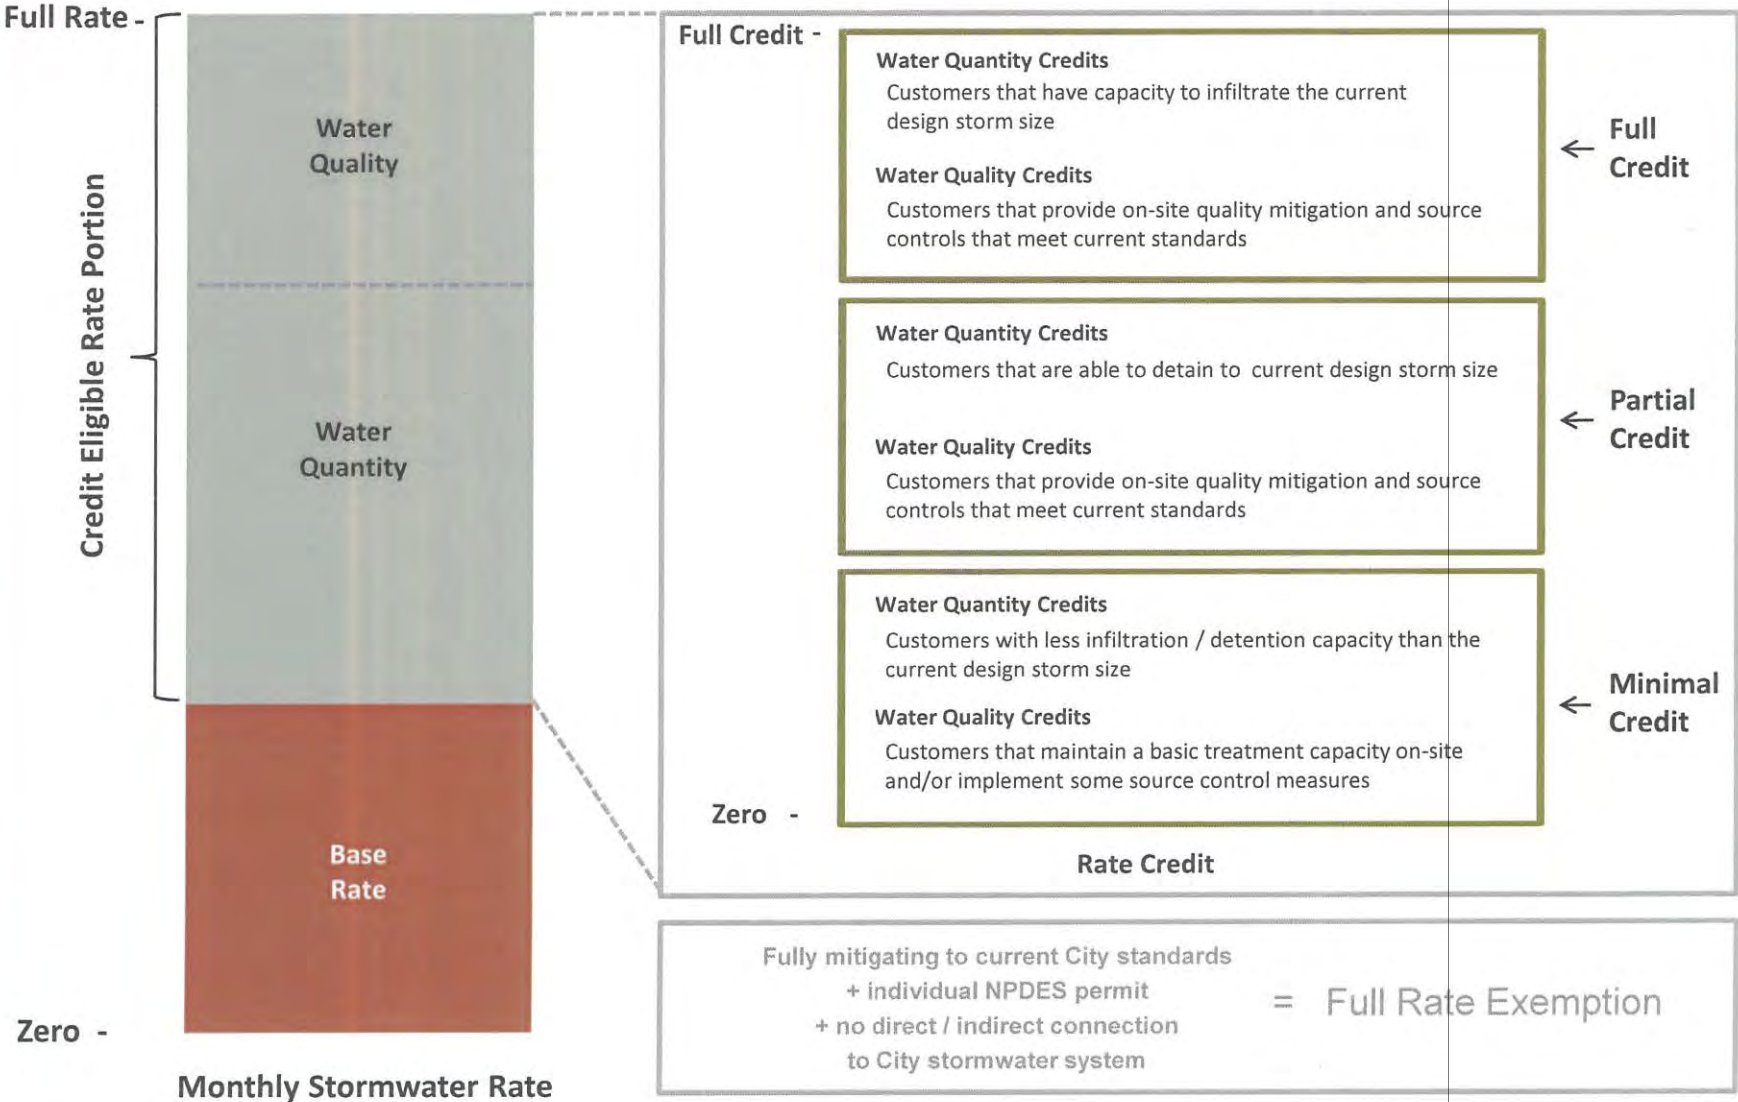 Full Rate -
Water
Quality
Credit Eligible Rate Portion
Water
Quantity
Base
Rate
Zero -
Monthly Stormwater Rate
Full Credit -
Water Quantity Credits
Customers that have capacity to infiltrate the current
design storm size
Water Quality Credits
Customers that provide on-site quality mitigation and source
controls that meet current standards
← Full
Credit
Water Quantity Credits
Customers that are able to detain to current design storm size
Water Quality Credits
Customers that provide on-site quality mitigation and source
controls that meet current standards
← Partial
Credit
Water Quantity Credits
Customers with less infiltration / detention capacity than the
current design storm size
Water Quality Credits
Customers that maintain a basic treatment capacity on-site
and/or implement some source control measures
← Minimal
Credit
Zero -
Rate Credit
Fully mitigating to current City standards
+ individual NPDES permit
+ no direct / indirect connection
to City stormwater system
= Full Rate Exemption